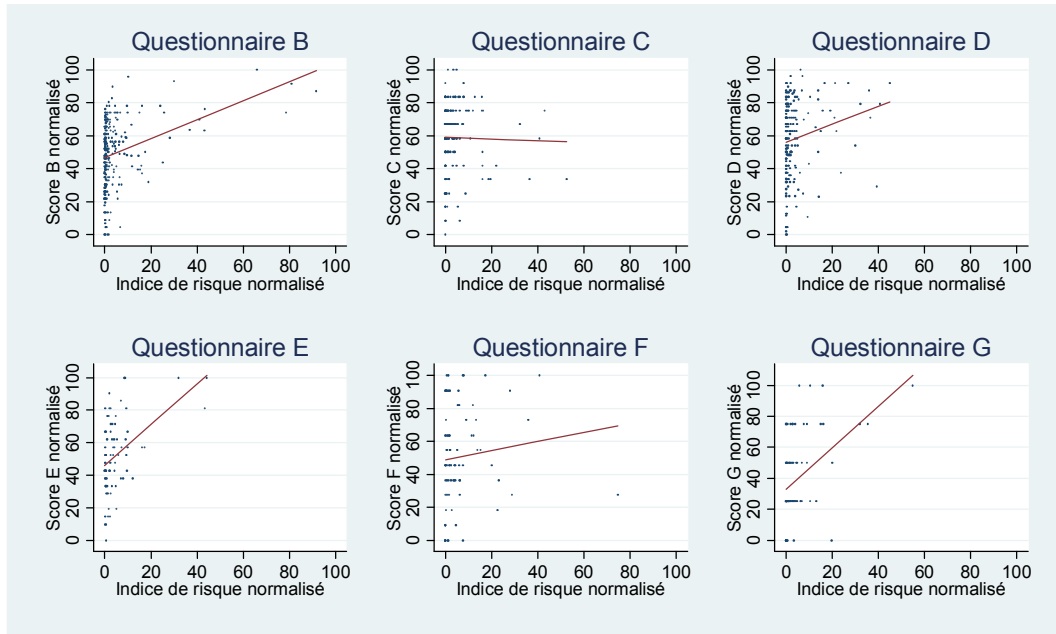 Questionnaire B
Score B normalisé
0 20 40 60 80 100
0 20 40 60 80 100
Indice de risque normalisé
Questionnaire C
Score C normalisé
0 20 40 60 80 100
0 20 40 60 80 100
Indice de risque normalisé
Questionnaire D
Score D normalisé
0 20 40 60 80 100
0 20 40 60 80 100
Indice de risque normalisé
Questionnaire E
Score E normalisé
0 20 40 60 80 100
0 20 40 60 80 100
Indice de risque normalisé
Questionnaire F
Score F normalisé
0 20 40 60 80 100
0 20 40 60 80 100
Indice de risque normalisé
Questionnaire G
Score G normalisé
0 20 40 60 80 100
0 20 40 60 80 100
Indice de risque normalisé